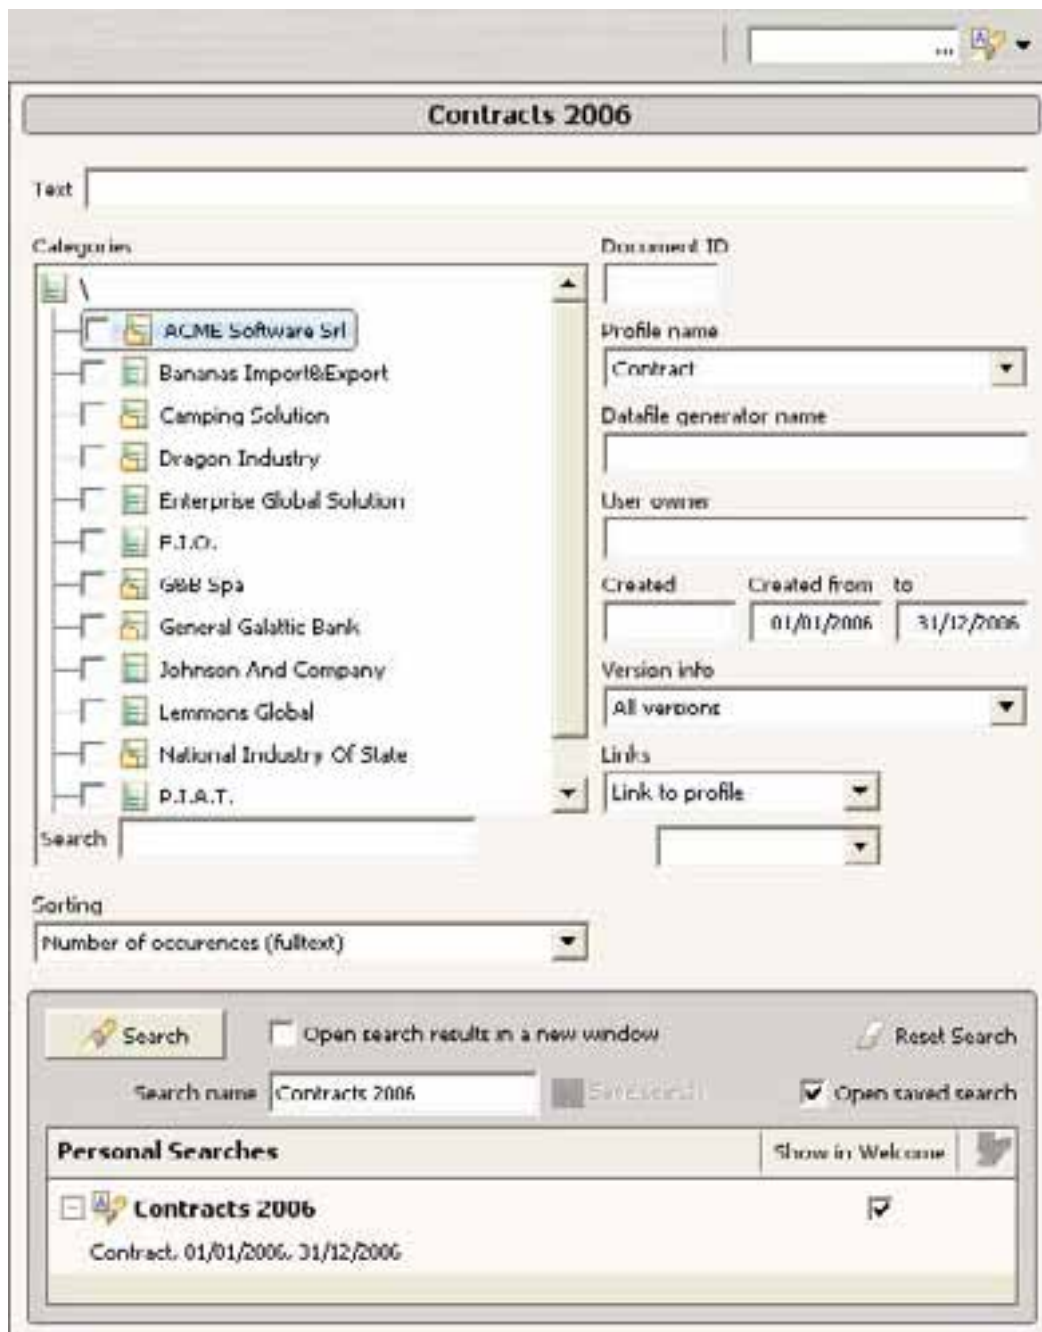 ...
Contracts 2006
Text
Categories
Document ID
\
ACME Software Srl
Bananas Import&Export
Camping Solution
Dragon Industry
Enterprise Global Solution
F.I.O.
G&B Spa
General Galattic Bank
Johnson And Company
Lemmons Global
National Industry Of State
P.I.A.T.
Search
Profile name
Contract
Datafile generator name
User owner
Created Created from to
01/01/2006 31/12/2006
Version info
All versions
Links
Link to profile
Sorting
Number of occurences (fulltext)
Search Open search results in a new window Reset Search
Search name Contracts 2006 Save search Open saved search
Personal Searches Show in Welcome
Contracts 2006
Contract, 01/01/2006, 31/12/2006